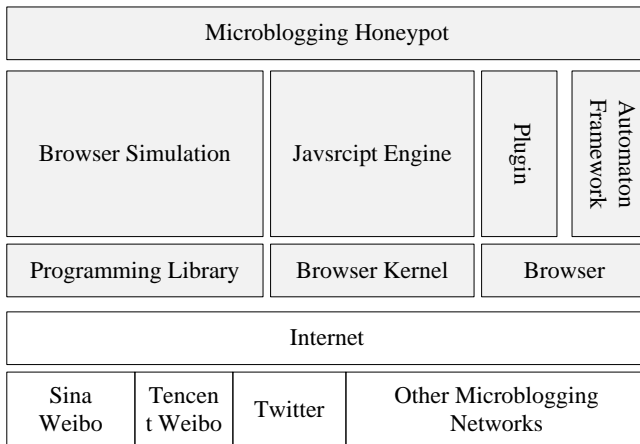 Microblogging Honeypot
Browser Simulation
Javsrcipt Engine
Plugin
Automaton
Framework
Programming Library
Browser Kernel
Browser
Internet
Sina
Weibo
Tencen
t Weibo
Twitter
Other Microblogging
Networks